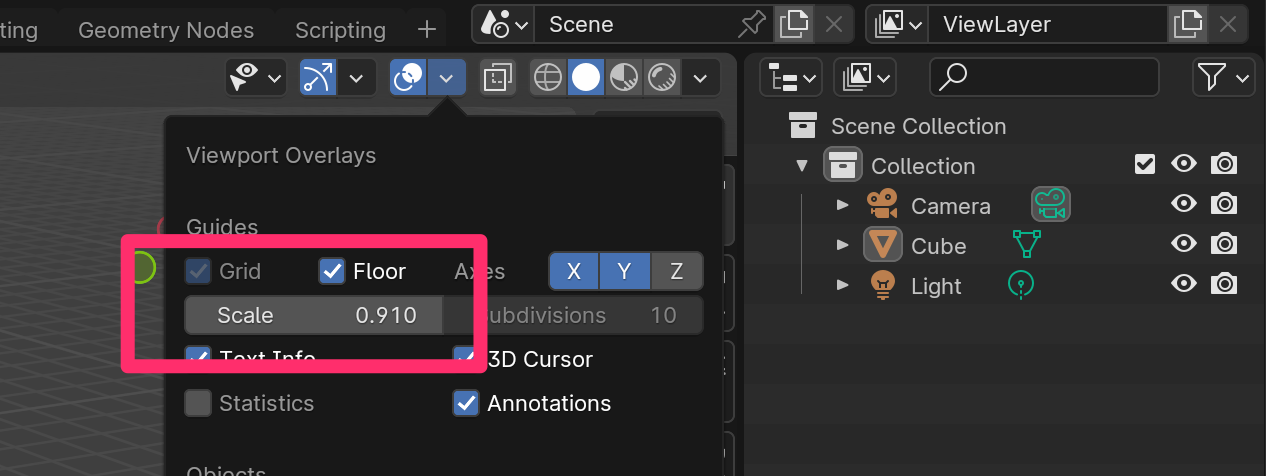 ting Geometry Nodes Scripting + Scene ViewLayer
Viewport Overlays
Guides
Grid Floor Axes X Y Z
Scale 0.910 ubdivisions 10
Text Info 3D Cursor
Statistics Annotations
Objects
Scene Collection
Collection
Camera
Cube
Light